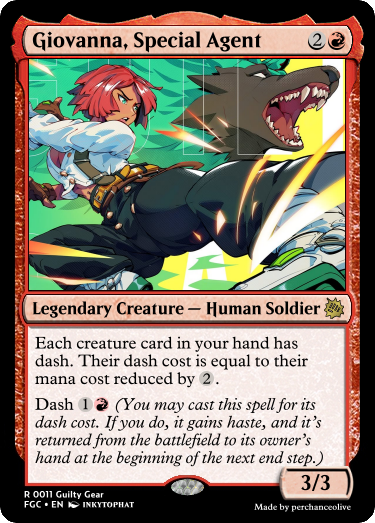 Giovanna, Special Agent 2
Legendary Creature — Human Soldier
Each creature card in your hand has
dash. Their dash cost is equal to their
mana cost reduced by 2.
Dash 1 (You may cast this spell for its
dash cost. If you do, it gains haste, and it's
returned from the battlefield to its owner's
hand at the beginning of the next end step.)
3/3
R 0011 Guilty Gear
FGC • EN INKYTOPHAT
Made by perchanceolive